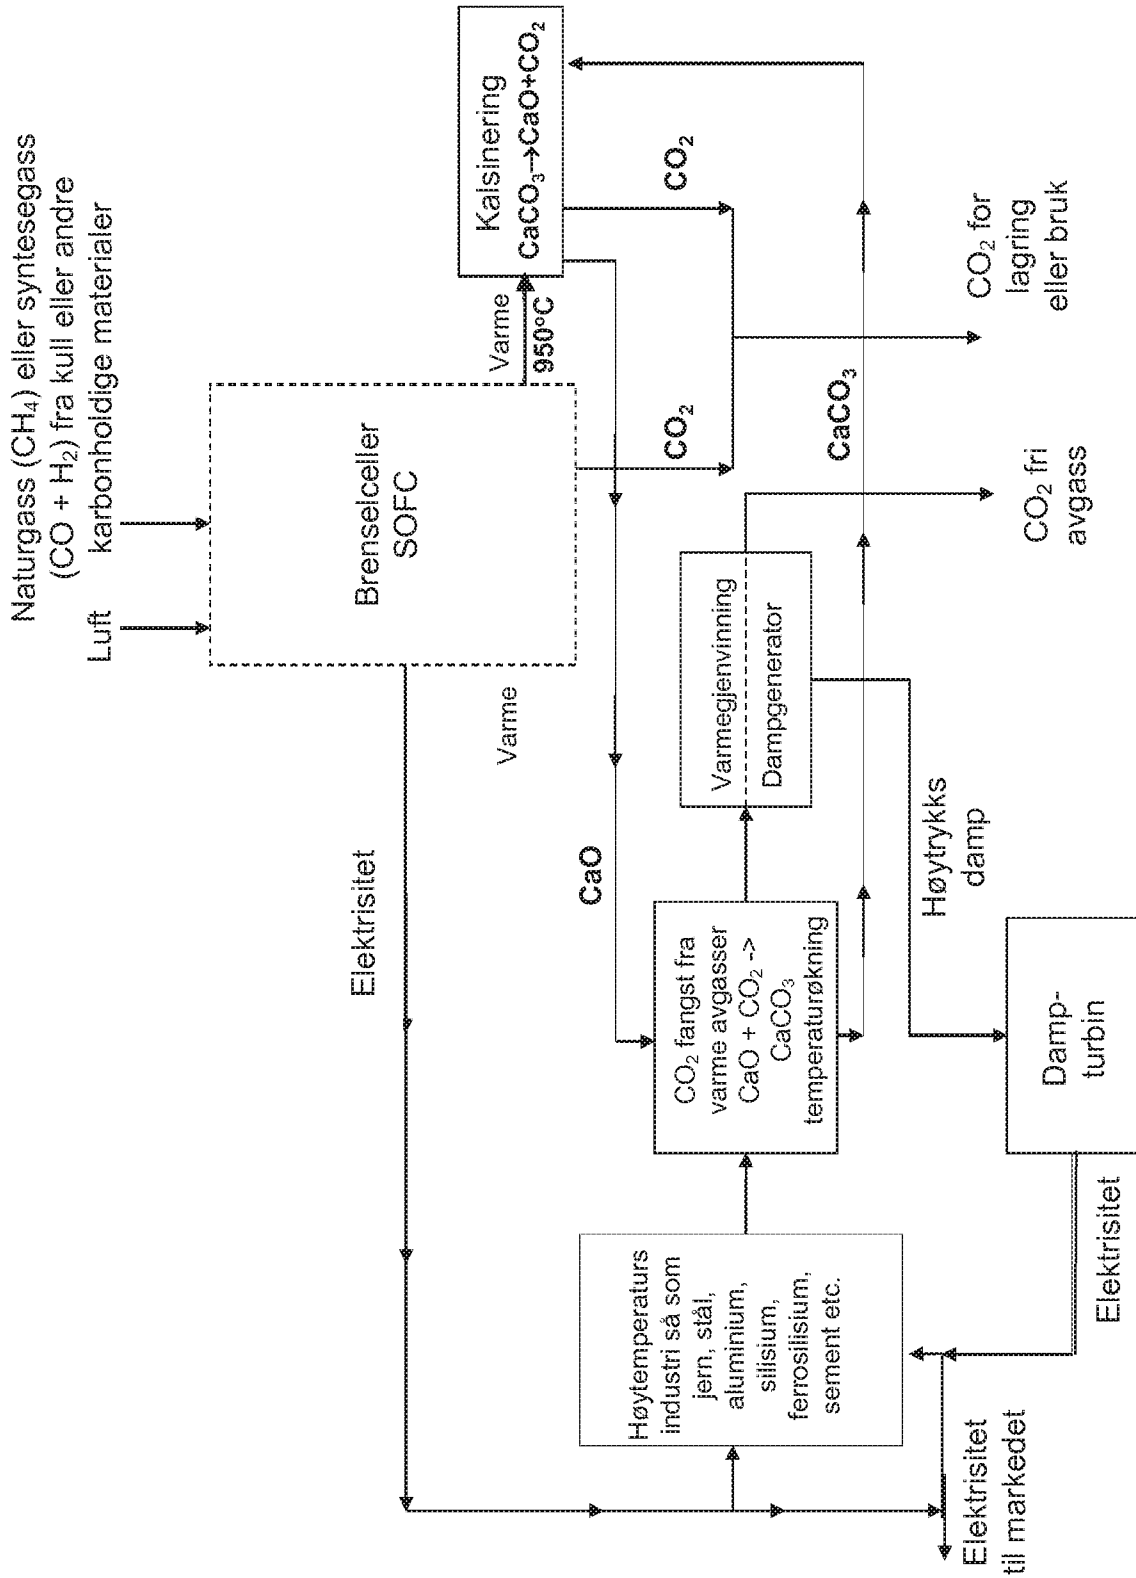 Naturgass (CH₄) eller syntesegass
(CO + H₂) fra kull eller andre
karbonholdige materialer
Luft
Brenselceller
SOFC
Varme
950°C
Kalsinering
CaCO₃→CaO+CO₂
Elektrisitet
Varme
CO₂
CO₂
CaO
Høytemperaturs
industri så som
jern, stål,
aluminium,
silisium,
ferrosilisium,
sement etc.
CO₂ fangst fra
varme avgasser
CaO + CO₂ ->
CaCO₃
temperaturøkning
Varmegjenvinning
Dampgenerator
CaCO₃
CO₂ fri
avgass
CO₂ for
lagring
eller bruk
Høytrykks
damp
Damp-
turbin
Elektrisitet
Elektrisitet
til markedet